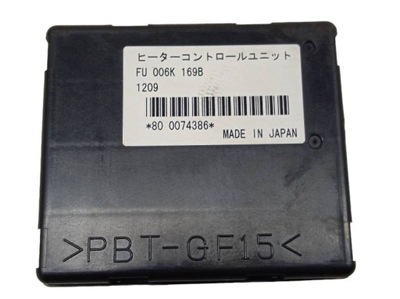 ヒーターコントロールユニット
FU 006K 169B
1209
*80 0074386*
MADE IN JAPAN
>PBT-GF15<